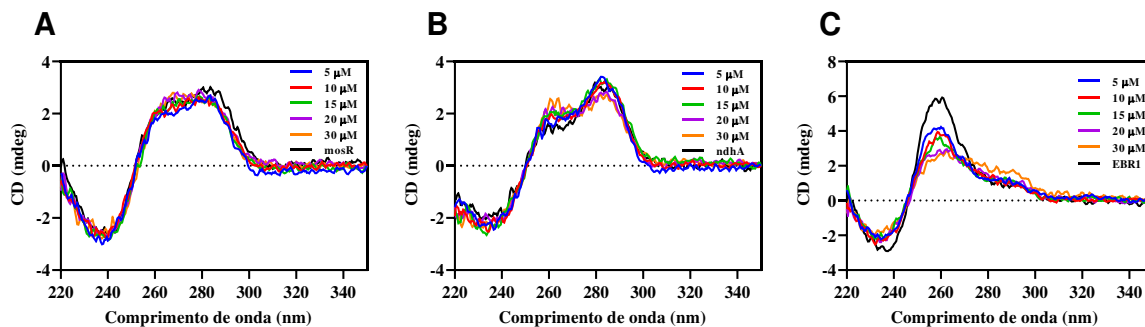 A
B
C
CD (mdeg)
4
2
0
-2
-4
220 240 260 280 300 320 340
Comprimento de onda (nm)
5 µM
10 µM
15 µM
20 µM
30 µM
mosR
CD (mdeg)
4
2
0
-2
-4
220 240 260 280 300 320 340
Comprimento de onda (nm)
5 µM
10 µM
15 µM
20 µM
30 µM
ndhA
CD (mdeg)
8
6
4
2
0
-2
-4
220 240 260 280 300 320 340
Comprimento de onda (nm)
5 µM
10 µM
15 µM
20 µM
30 µM
EBR1